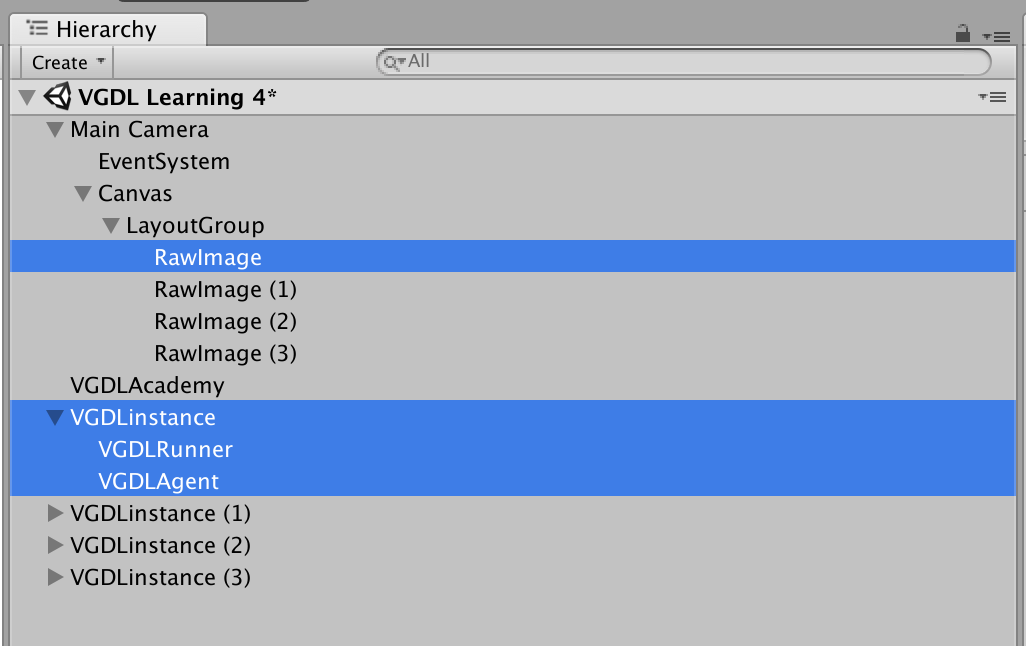 Hierarchy
Create All
VGDL Learning 4*
Main Camera
EventSystem
Canvas
LayoutGroup
RawImage
RawImage (1)
RawImage (2)
RawImage (3)
VGDLAcademy
VGDLinstance
VGDLRunner
VGDLAgent
VGDLinstance (1)
VGDLinstance (2)
VGDLinstance (3)